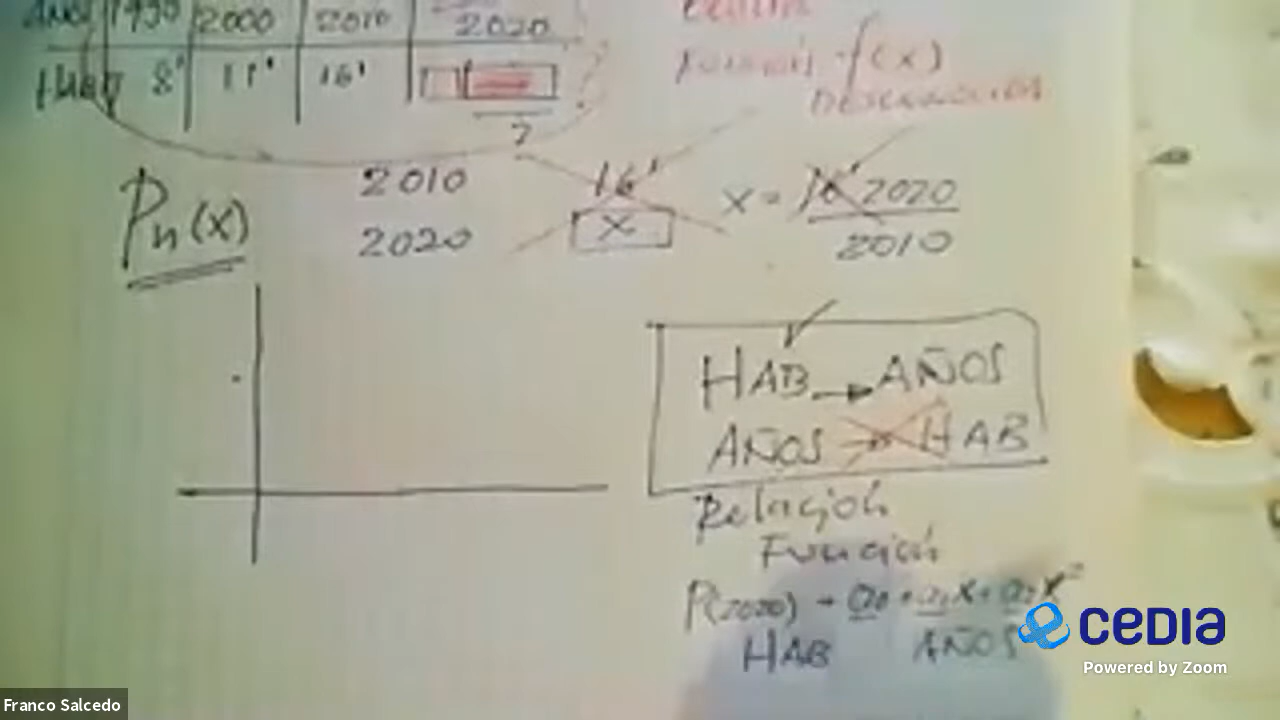 AÑOS 1990 2000 2010 2020
HAB 8' 11' 16'
?
función f(x)
Pn(x)
2010 16'
2020 X
X = 16' 2020
2010
HAB → AÑOS
AÑOS → HAB
Relación
Función
P(2020) = a0 + a1x + a2x²
HAB AÑOS
cedia
Powered by Zoom
Franco Salcedo